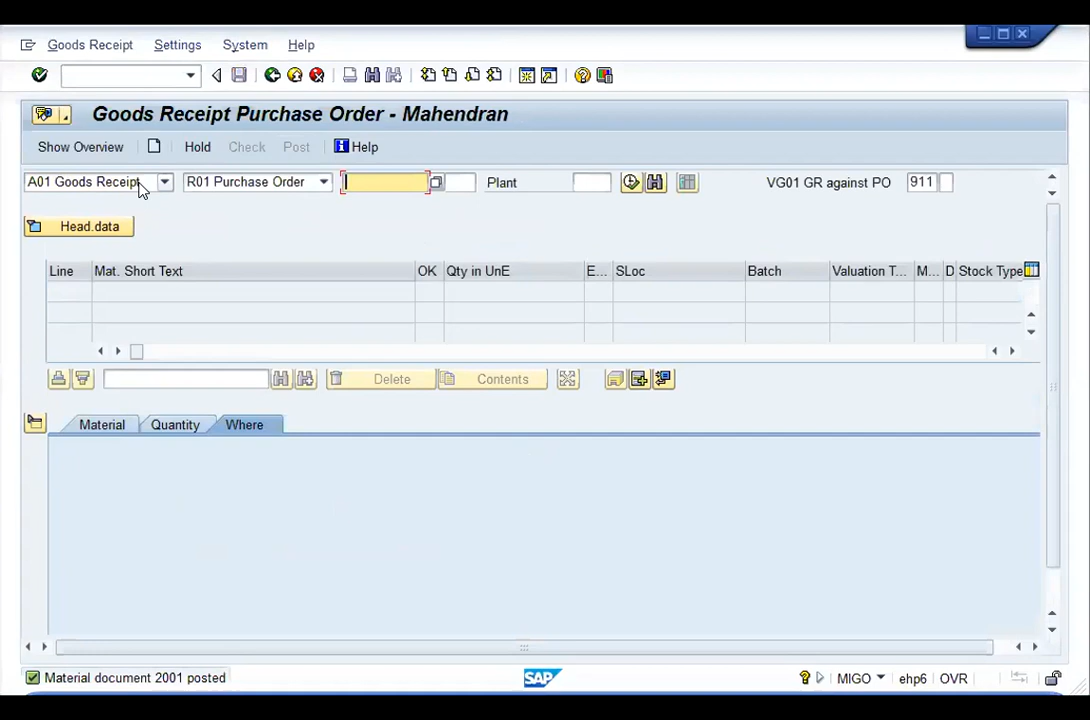 Goods Receipt Settings System Help
Goods Receipt Purchase Order - Mahendran
Show Overview Hold Check Post Help
A01 Goods Receipt R01 Purchase Order Plant VG01 GR against PO 911
Head.data
Line Mat. Short Text OK Qty in UnE E... SLoc Batch Valuation T... M... D Stock Type
Delete Contents
Material Quantity Where
Material document 2001 posted SAP MIGO ehp6 OVR